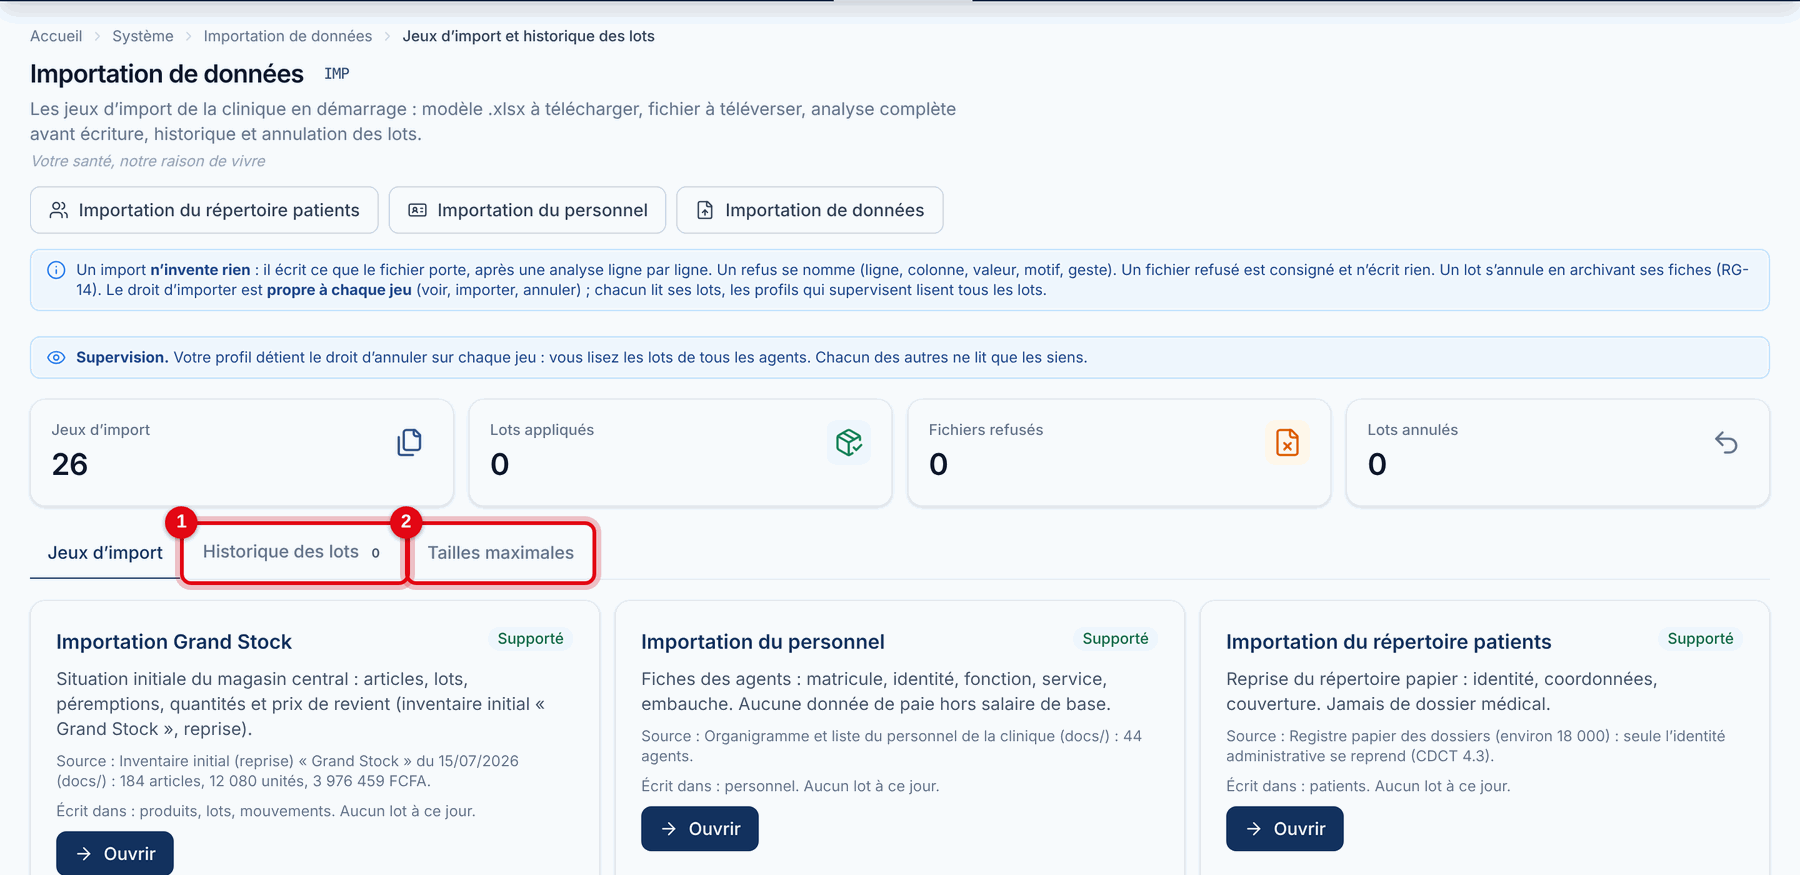 Accueil > Système > Importation de données > Jeux d’import et historique des lots
Importation de données IMP
Les jeux d’import de la clinique en démarrage : modèle .xlsx à télécharger, fichier à téléverser, analyse complète
avant écriture, historique et annulation des lots.
Votre santé, notre raison de vivre
Importation du répertoire patients Importation du personnel Importation de données
Un import n’invente rien : il écrit ce que le fichier porte, après une analyse ligne par ligne. Un refus se nomme (ligne, colonne, valeur, motif, geste). Un fichier refusé est consigné et n’écrit rien. Un lot s’annule en archivant ses fiches (RG-
14). Le droit d’importer est propre à chaque jeu (voir, importer, annuler) ; chacun lit ses lots, les profils qui supervisent lisent tous les lots.
Supervision. Votre profil détient le droit d’annuler sur chaque jeu : vous lisez les lots de tous les agents. Chacun des autres ne lit que les siens.
Jeux d’import
26
Lots appliqués
0
Fichiers refusés
0
Lots annulés
0
1 2
Jeux d’import Historique des lots 0 Tailles maximales
Importation Grand Stock Supporté
Situation initiale du magasin central : articles, lots,
péremptions, quantités et prix de revient (inventaire initial «
Grand Stock », reprise).
Source : Inventaire initial (reprise) « Grand Stock » du 15/07/2026
(docs/) : 184 articles, 12 080 unités, 3 976 459 FCFA.
Écrit dans : produits, lots, mouvements. Aucun lot à ce jour.
Ouvrir
Importation du personnel Supporté
Fiches des agents : matricule, identité, fonction, service,
embauche. Aucune donnée de paie hors salaire de base.
Source : Organigramme et liste du personnel de la clinique (docs/) : 44
agents.
Écrit dans : personnel. Aucun lot à ce jour.
Ouvrir
Importation du répertoire patients Supporté
Reprise du répertoire papier : identité, coordonnées,
couverture. Jamais de dossier médical.
Source : Registre papier des dossiers (environ 18 000) : seule l’identité
administrative se reprend (CDCT 4.3).
Écrit dans : patients. Aucun lot à ce jour.
Ouvrir